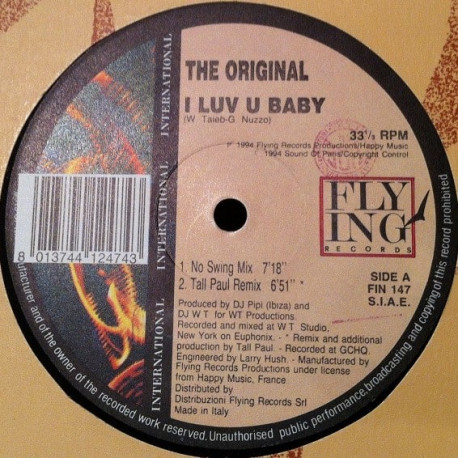 THE ORIGINAL
I LUV U BABY
(W. Taieb-G. Nuzzo)
33⅓ RPM
℗ 1994 Flying Records Productions/Happy Music
1994 Sound Of Paris/Copyright Control
INTERNATIONAL
INTERNATIONAL
INTERNATIONAL
INTERNATIONAL
8 013744 124743
FLY
ING
RECORDS
1. No Swing Mix 7'18"
2. Tall Paul Remix 6'51" *
SIDE A
FIN 147
S.I.A.E.
Produced by DJ Pipi (Ibiza) and
DJ W T for WT Productions.
Recorded and mixed at W T Studio,
New York on Euphonix. - * Remix and additional
production by Tall Paul - Recorded at GCHQ.
Engineered by Larry Hush - Manufactured by
Flying Records Productions under license
from Happy Music, France
Distributed by
Distribuzioni Flying Records Srl
Made in Italy
manufacturer and of the owner of the recorded work reserved. Unauthorised public performance, broadcasting and copying of this record prohibited